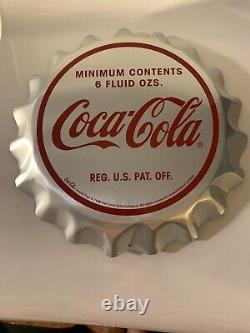 MINIMUM CONTENTS
6 FLUID OZS.
Coca-Cola®
REG. U.S. PAT. OFF.